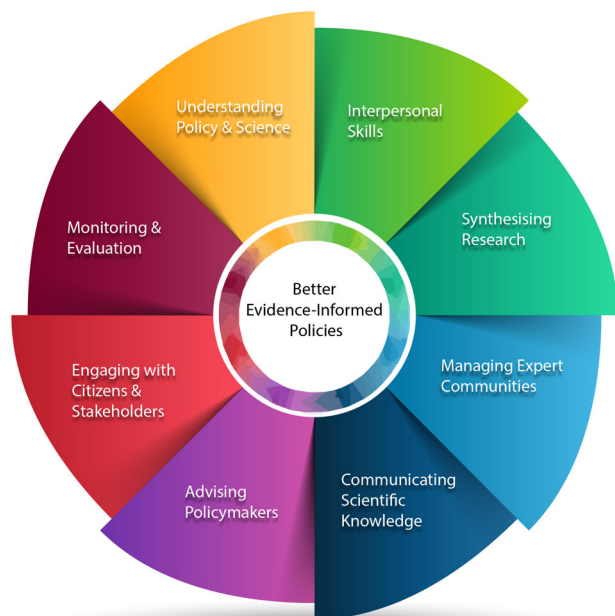 Understanding
Policy & Science
Interpersonal
Skills
Synthesising
Research
Managing Expert
Communities
Communicating
Scientific
Knowledge
Advising
Policymakers
Engaging with
Citizens &
Stakeholders
Monitoring &
Evaluation
Better
Evidence-Informed
Policies